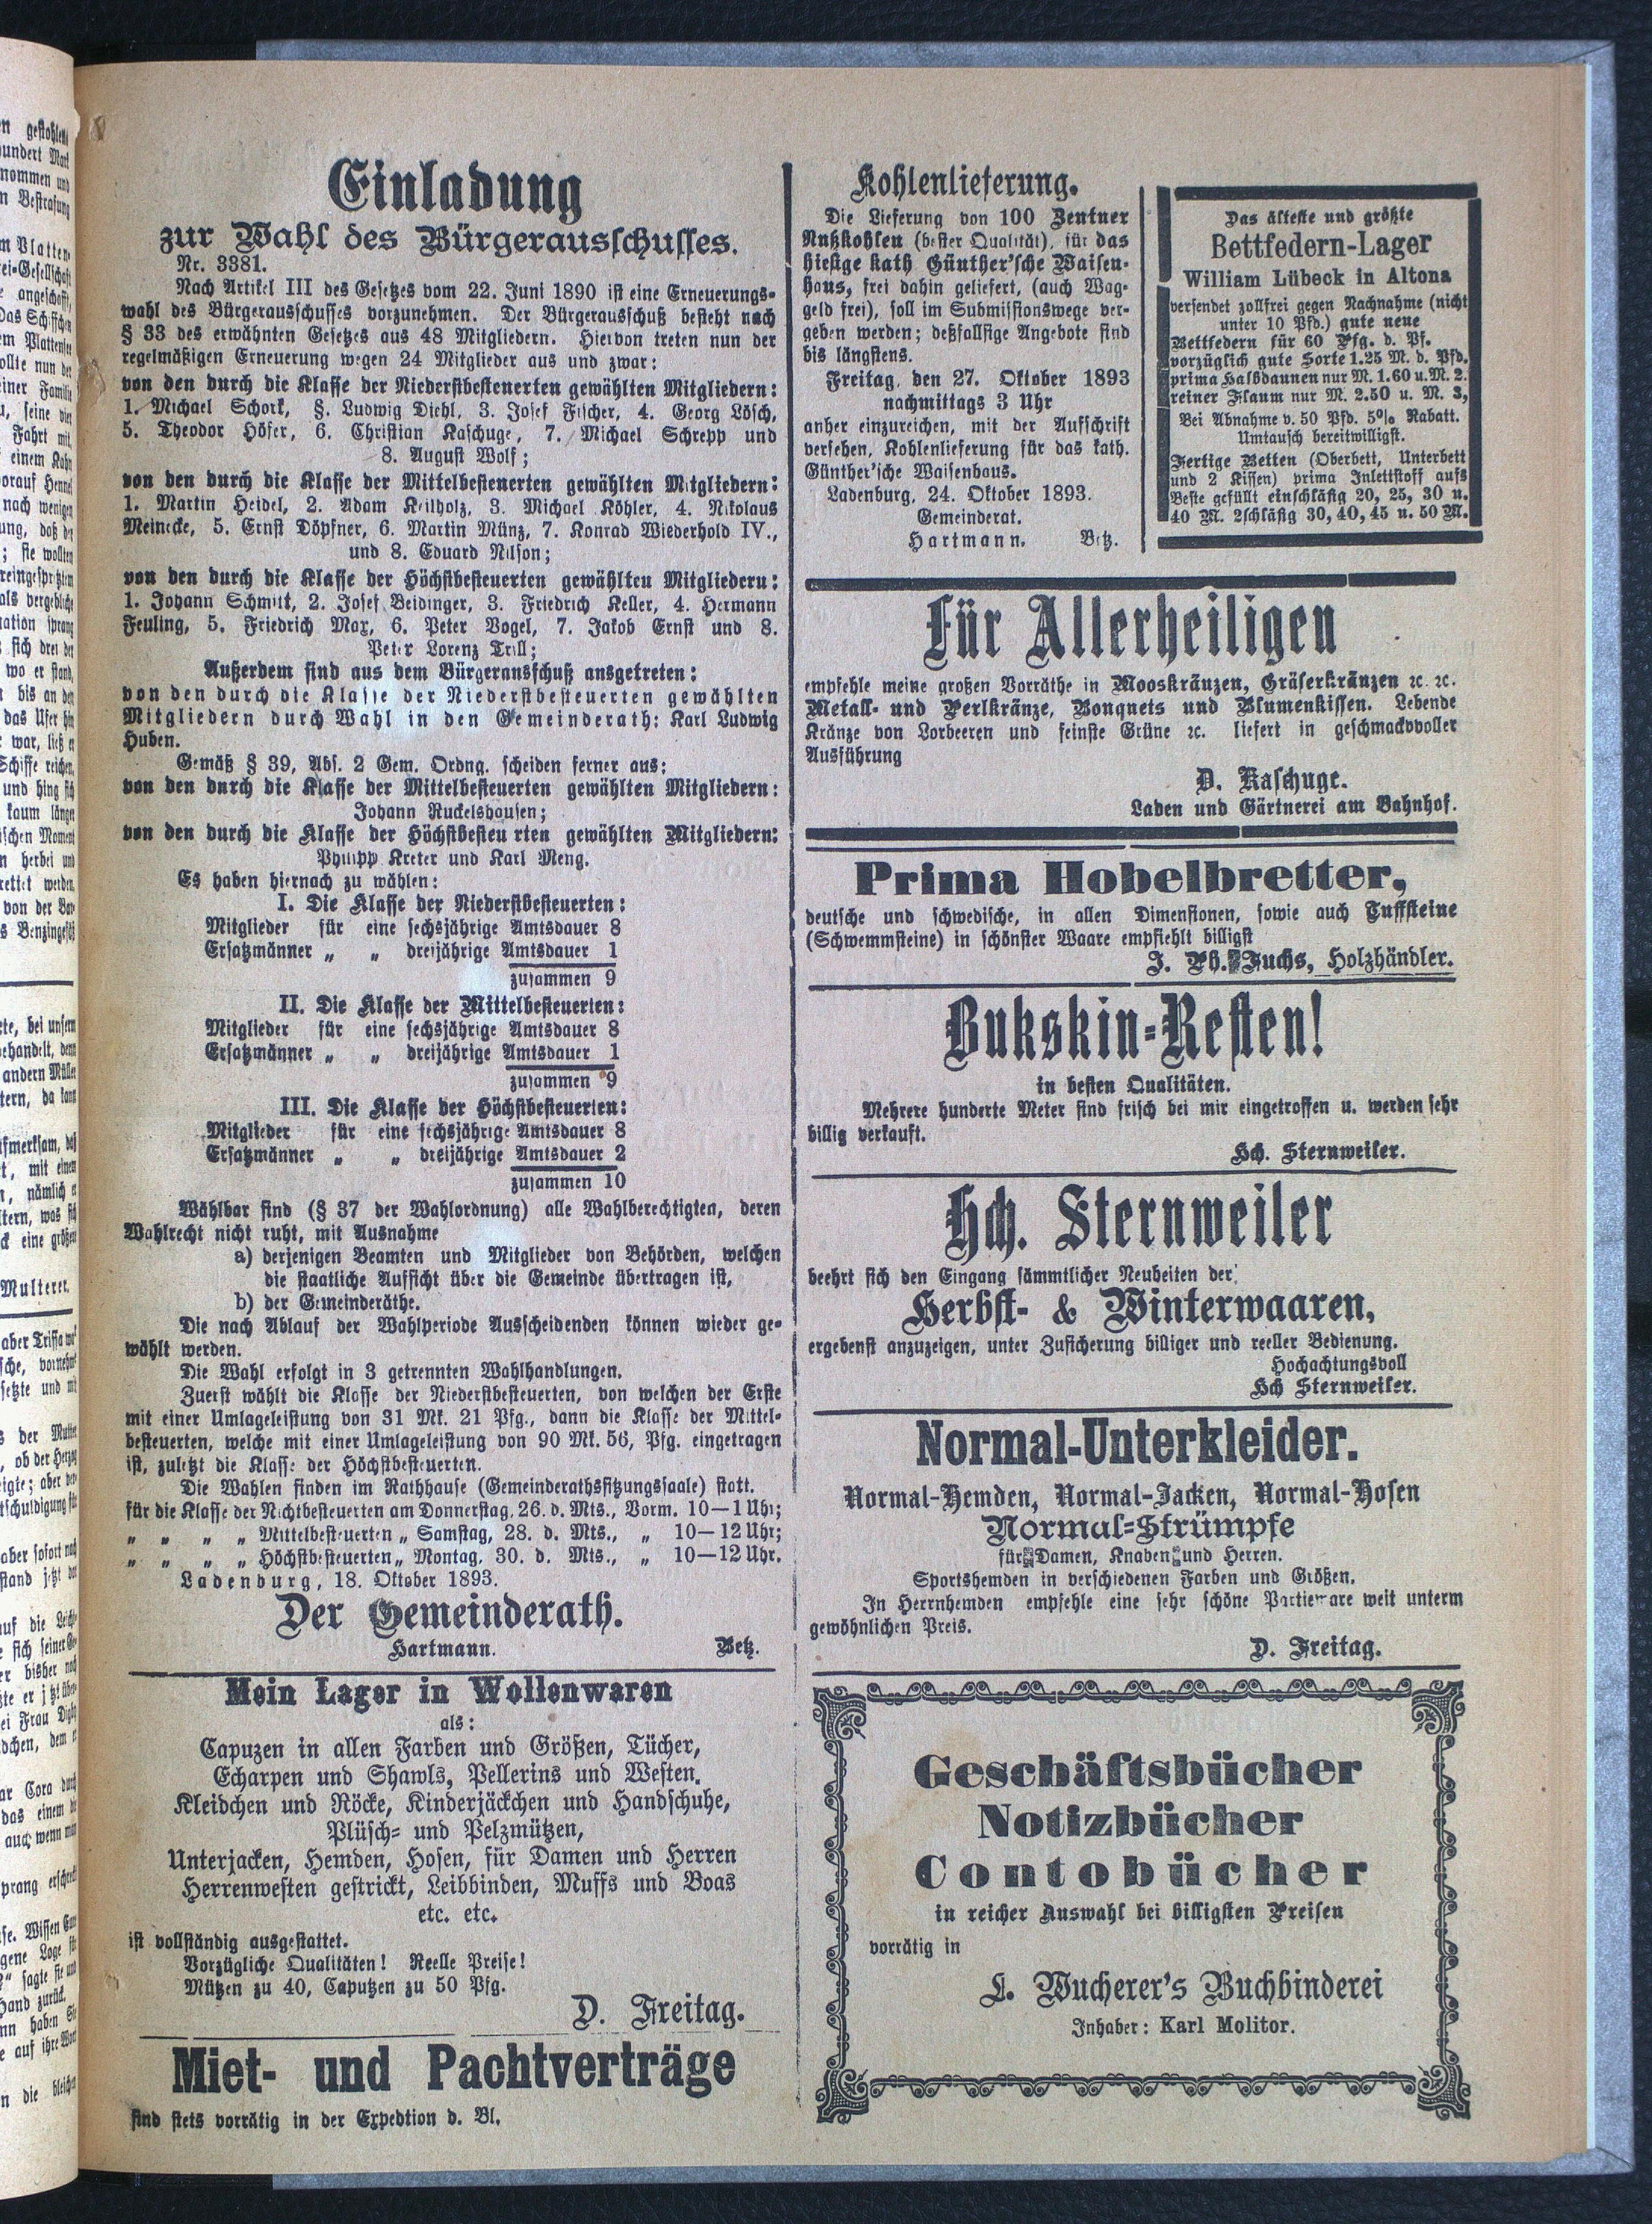 Einladung
zur Wahl des Bürgerausschusses.
Nr. 3381.
Nach Artikel III des Gesetzes vom 22. Juni 1890 ist eine Erneuerungs-
wahl des Bürgerausschusses vorzunehmen. Der Bürgerausschuß besteht nach
§ 33 des erwähnten Gesetzes aus 48 Mitgliedern. Hiervon treten nun der
regelmäßigen Erneuerung wegen 24 Mitglieder aus und zwar:
von den durch die Klasse der Niederstbesteuerten gewählten Mitgliedern:
1. Michael Schork, §. Ludwig Diehl, 3. Josef Fischer, 4. Georg Lösch,
5. Theodor Höfer, 6. Christian Kaschuge, 7. Michael Schrepp und
8. August Wolf;
von den durch die Klasse der Mittelbesteuerten gewählten Mitgliedern:
1. Martin Heidel, 2. Adam Keilholz, 3. Michael Köhler, 4. Nikolaus
Meinecke, 5. Ernst Döpfner, 6. Martin Münz, 7. Konrad Wiederhold IV.,
und 8. Eduard Nilson;
von den durch die Klasse der Höchstbesteuerten gewählten Mitgliedern:
1. Johann Schmitt, 2. Josef Beidinger, 3. Friedrich Keller, 4. Hermann
Feuling, 5. Friedrich Max, 6. Peter Vogel, 7. Jakob Ernst und 8.
Peter Lorenz Trill;
Außerdem sind aus dem Bürgerausschuß ausgetreten:
von den durch die Klasse der Niederstbesteuerten gewählten
Mitgliedern durch Wahl in den Gemeinderath: Karl Ludwig
Huben.
Gemäß § 39, Abs. 2 Gem. Ordng. scheiden ferner aus:
von den durch die Klasse der Mittelbesteuerten gewählten Mitgliedern:
Johann Ruckelshausen;
von den durch die Klasse der Höchstbesteu rten gewählten Mitgliedern:
Philipp Kreter und Karl Meng.
Es haben hiernach zu wählen:
I. Die Klasse der Niederstbesteuerten:
Mitglieder für eine sechsjährige Amtsdauer 8
Ersatzmänner „ „ dreijährige Amtsdauer 1
zusammen 9
II. Die Klasse der Mittelbesteuerten:
Mitglieder für eine sechsjährige Amtsdauer 8
Ersatzmänner „ „ dreijährige Amtsdauer 1
zusammen 9
III. Die Klasse der Höchstbesteuerten:
Mitglieder für eine sechsjährige Amtsdauer 8
Ersatzmänner „ „ dreijährige Amtsdauer 2
zusammen 10
Wählbar sind (§ 37 der Wahlordnung) alle Wahlberechtigten, deren
Wahlrecht nicht ruht, mit Ausnahme
a) derjenigen Beamten und Mitglieder von Behörden, welchen
die staatliche Aufsicht über die Gemeinde übertragen ist,
b) der Gemeinderäthe.
Die nach Ablauf der Wahlperiode Ausscheidenden können wieder ge-
wählt werden.
Die Wahl erfolgt in 3 getrennten Wahlhandlungen.
Zuerst wählt die Klasse der Niederstbesteuerten, von welchen der Erste
mit einer Umlageleistung von 31 Mk. 21 Pfg., dann die Klasse der Mittel-
besteuerten, welche mit einer Umlageleistung von 90 Mk. 56, Pfg. eingetragen
ist, zuletzt die Klasse der Höchstbesteuerten.
Die Wahlen finden im Rathhause (Gemeinderathssitzungssaale) statt.
für die Klasse der Nichtbesteuerten am Donnerstag, 26. d. Mts., Vorm. 10—1 Uhr;
„ „ „ „ Mittelbesteuerten „ Samstag, 28. d. Mts., „ 10—12 Uhr;
„ „ „ „ Höchstbesteuerten „ Montag, 30. d. Mts., „ 10—12 Uhr.
Ladenburg, 18. Oktober 1893.
Der Gemeinderath.
Hartmann. Betz.
Mein Lager in Wollenwaren
als:
Capuzen in allen Farben und Größen, Tücher,
Echarpen und Shawls, Pellerins und Westen.
Kleidchen und Röcke, Kinderjäckchen und Handschuhe,
Plüsch- und Pelzmützen,
Unterjacken, Hemden, Hosen, für Damen und Herren
Herrenwesten gestrickt, Leibbinden, Muffs und Boas
etc. etc.
ist vollständig ausgestattet.
Vorzügliche Qualitäten! Reelle Preise!
Mützen zu 40, Caputzen zu 50 Pfg.
D. Freitag.
Miet- und Pachtverträge
sind stets vorrätig in der Expedtion d. Bl.
Kohlenlieferung.
Die Lieferung von 100 Zentner
Nußkohlen (bester Qualität), für das
hiesige kath Günther'sche Waisen-
haus, frei dahin geliefert, (auch Wag-
geld frei), soll im Submissionswege ver-
geben werden; deßfallsige Angebote sind
bis längstens.
Freitag, den 27. Oktober 1893
nachmittags 3 Uhr
anher einzureichen, mit der Aufschrift
versehen, Kohlenlieferung für das kath.
Günther'sche Waisenhaus.
Ladenburg, 24. Oktober 1893.
Gemeinderat.
Hartmann. Betz.
Das älteste und größte
Bettfedern-Lager
William Lübeck in Altona
versendet zollfrei gegen Nachnahme (nicht
unter 10 Pfd.) gute neue
Bettfedern für 60 Pfg. d. Pf.
vorzüglich gute Sorte 1.25 M. d. Pfd.
prima Halbdaunen nur M. 1.60 u. M. 2.
reiner Flaum nur M. 2.50 u. M. 3,
Bei Abnahme v. 50 Pfd. 5% Rabatt.
Umtausch bereitwilligst.
Fertige Betten (Oberbett, Unterbett
und 2 Kissen) prima Inlettstoff aufs
Beste gefüllt einschläfig 20, 25, 30 u.
40 M. 2schläfig 30, 40, 45 u. 50 M.
Für Allerheiligen
empfehle meine großen Vorräthe in Mooskränzen, Gräserkränzen ꝛc. ꝛc.
Metall- und Perlkränze, Bouquets und Blumenkissen. Lebende
Kränze von Lorbeeren und feinste Grüne ꝛc. liefert in geschmackvoller
Ausführung
D. Kaschuge.
Laden und Gärtnerei am Bahnhof.
Prima Hobelbretter,
deutsche und schwedische, in allen Dimensionen, sowie auch Tuffsteine
(Schwemmsteine) in schönster Waare empfiehlt billigst
J. Ph. Fuchs, Holzhändler.
Bukskin-Resten!
in besten Qualitäten.
Mehrere hunderte Meter sind frisch bei mir eingetroffen u. werden sehr
billig verkauft.
Hch. Sternweiler.
Hch. Sternweiler
beehrt sich den Eingang sämmtlicher Neuheiten der
Herbst- & Winterwaaren,
ergebenst anzuzeigen, unter Zusicherung billiger und reeller Bedienung.
Hochachtungsvoll
Hch Sternweiler.
Normal-Unterkleider.
Normal-Hemden, Normal-Jacken, Normal-Hosen
Normal-Strümpfe
für Damen, Knaben und Herren.
Sportshemden in verschiedenen Farben und Größen.
In Herrnhemden empfehle eine sehr schöne Partieware weit unterm
gewöhnlichen Preis.
D. Freitag.
Geschäftsbücher
Notizbücher
Contobücher
in reicher Auswahl bei billigsten Preisen
vorrätig in
L. Wucherer's Buchbinderei
Inhaber: Karl Molitor.